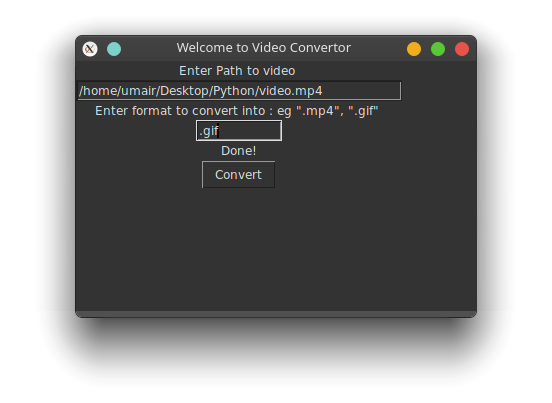 Welcome to Video Convertor
Enter Path to video
/home/umair/Desktop/Python/video.mp4
Enter format to convert into : eg ".mp4", ".gif"
.gif
Done!
Convert